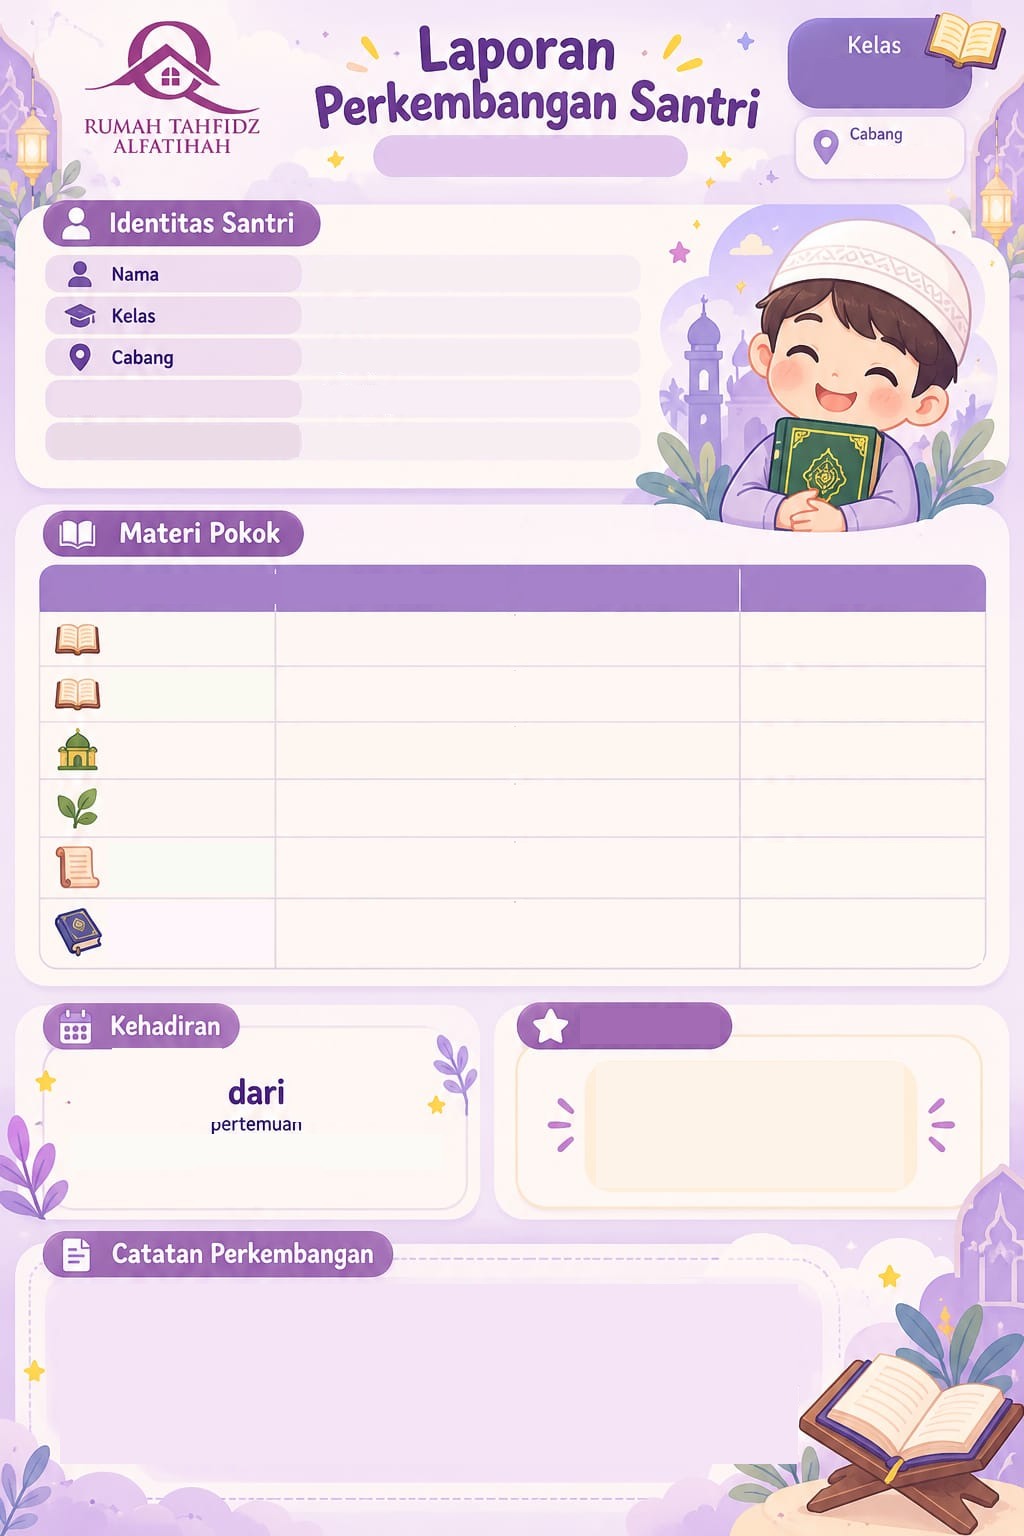 RUMAH TAHFIDZ
ALFATIHAH
Laporan
Perkembangan Santri
Kelas
Cabang
Identitas Santri
Nama
Kelas
Cabang
Materi Pokok
Kehadiran
dari
pertemuan
Catatan Perkembangan